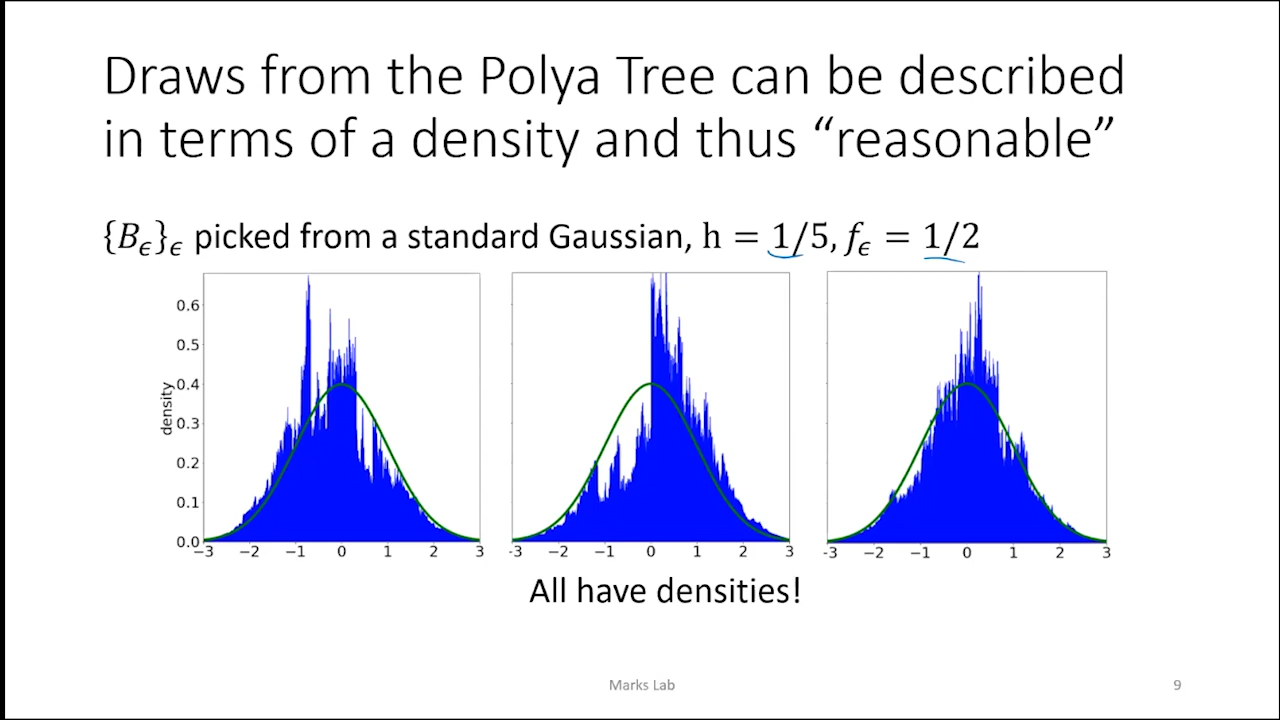 Draws from the Polya Tree can be described
in terms of a density and thus “reasonable”
{B_ϵ}_ϵ picked from a standard Gaussian, h = 1/5, f_ϵ = 1/2
density
0.6
0.5
0.4
0.3
0.2
0.1
0.0
−3 −2 −1 0 1 2 3
-3 −2 −1 0 1 2 3
-3 −2 −1 0 1 2 3
All have densities!
Marks Lab
9